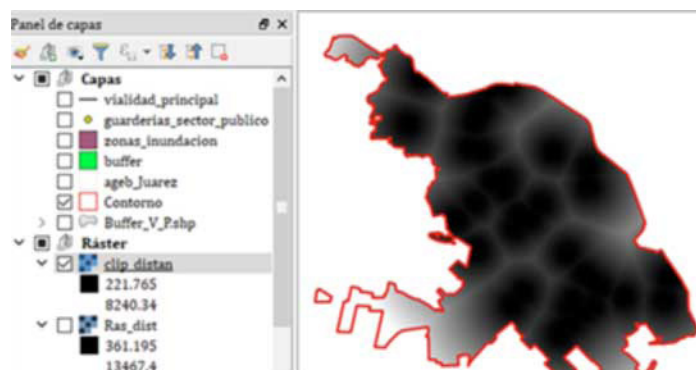 Panel de capas
Capas
vialidad_principal
guarderias_sector_publico
zonas_inundacion
buffer
ageb_Juarez
Contorno
Buffer_V_P.shp
Ráster
clip_distan
221.765
8240.34
Ras_dist
361.195
13467.4